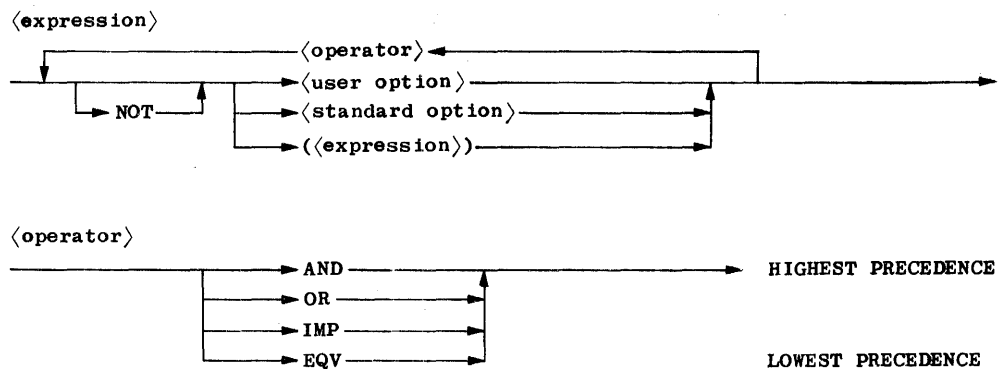 ⟨expression⟩
⟨operator⟩
⟨user option⟩
NOT
⟨standard option⟩
(⟨expression⟩)
⟨operator⟩
AND HIGHEST PRECEDENCE
OR
IMP
EQV LOWEST PRECEDENCE